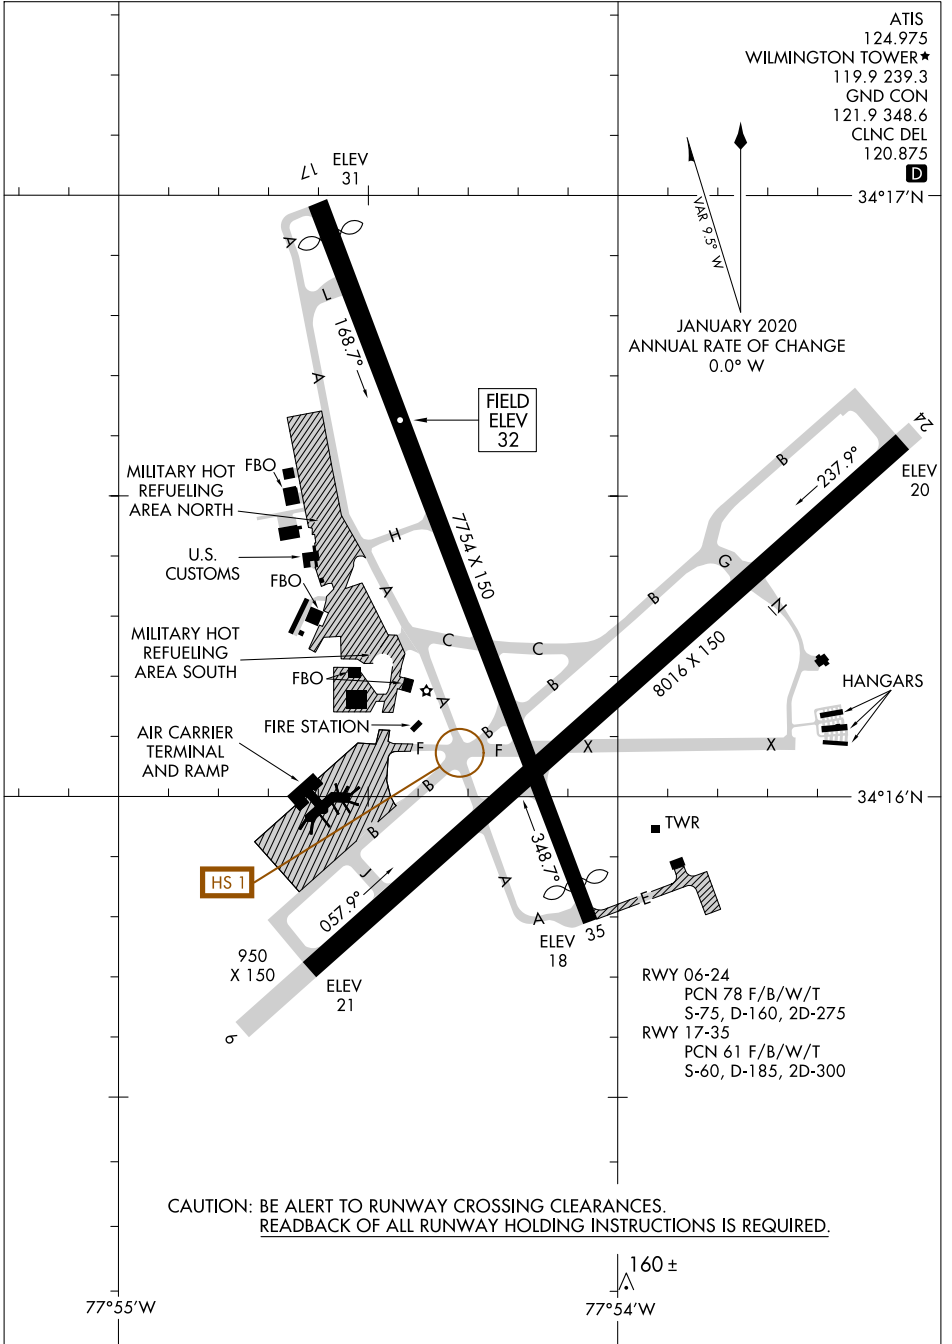 ATIS
124.975
WILMINGTON TOWER★
119.9 239.3
GND CON
121.9 348.6
CLNC DEL
120.875
D
34°17'N
VAR 9.5° W
JANUARY 2020
ANNUAL RATE OF CHANGE
0.0° W
17
ELEV
31
A
L
168.7°
A
FIELD
ELEV
32
24
ELEV
20
237.9°
B
MILITARY HOT
REFUELING
AREA NORTH
FBO
U.S.
CUSTOMS
FBO
H
7754 X 150
A
G
N
B
MILITARY HOT
REFUELING
AREA SOUTH
C
C
B
8016 X 150
FBO
A
HANGARS
FIRE STATION
B
AIR CARRIER
TERMINAL
AND RAMP
F
F
X
X
B
34°16'N
B
TWR
348.7°
HS 1
J
057.9°
A
A
E
35
ELEV
18
950
X 150
ELEV
21
6
RWY 06-24
PCN 78 F/B/W/T
S-75, D-160, 2D-275
RWY 17-35
PCN 61 F/B/W/T
S-60, D-185, 2D-300
CAUTION: BE ALERT TO RUNWAY CROSSING CLEARANCES.
READBACK OF ALL RUNWAY HOLDING INSTRUCTIONS IS REQUIRED.
160 ±
77°55'W
77°54'W